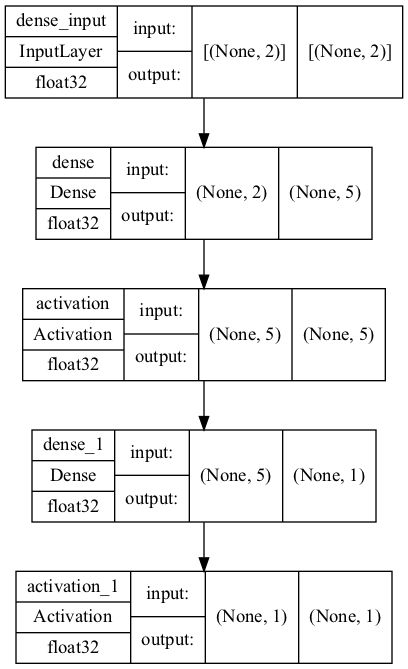 dense_input
InputLayer
float32
input:
output:
[(None, 2)]
[(None, 2)]
dense
Dense
float32
input:
output:
(None, 2)
(None, 5)
activation
Activation
float32
input:
output:
(None, 5)
(None, 5)
dense_1
Dense
float32
input:
output:
(None, 5)
(None, 1)
activation_1
Activation
float32
input:
output:
(None, 1)
(None, 1)